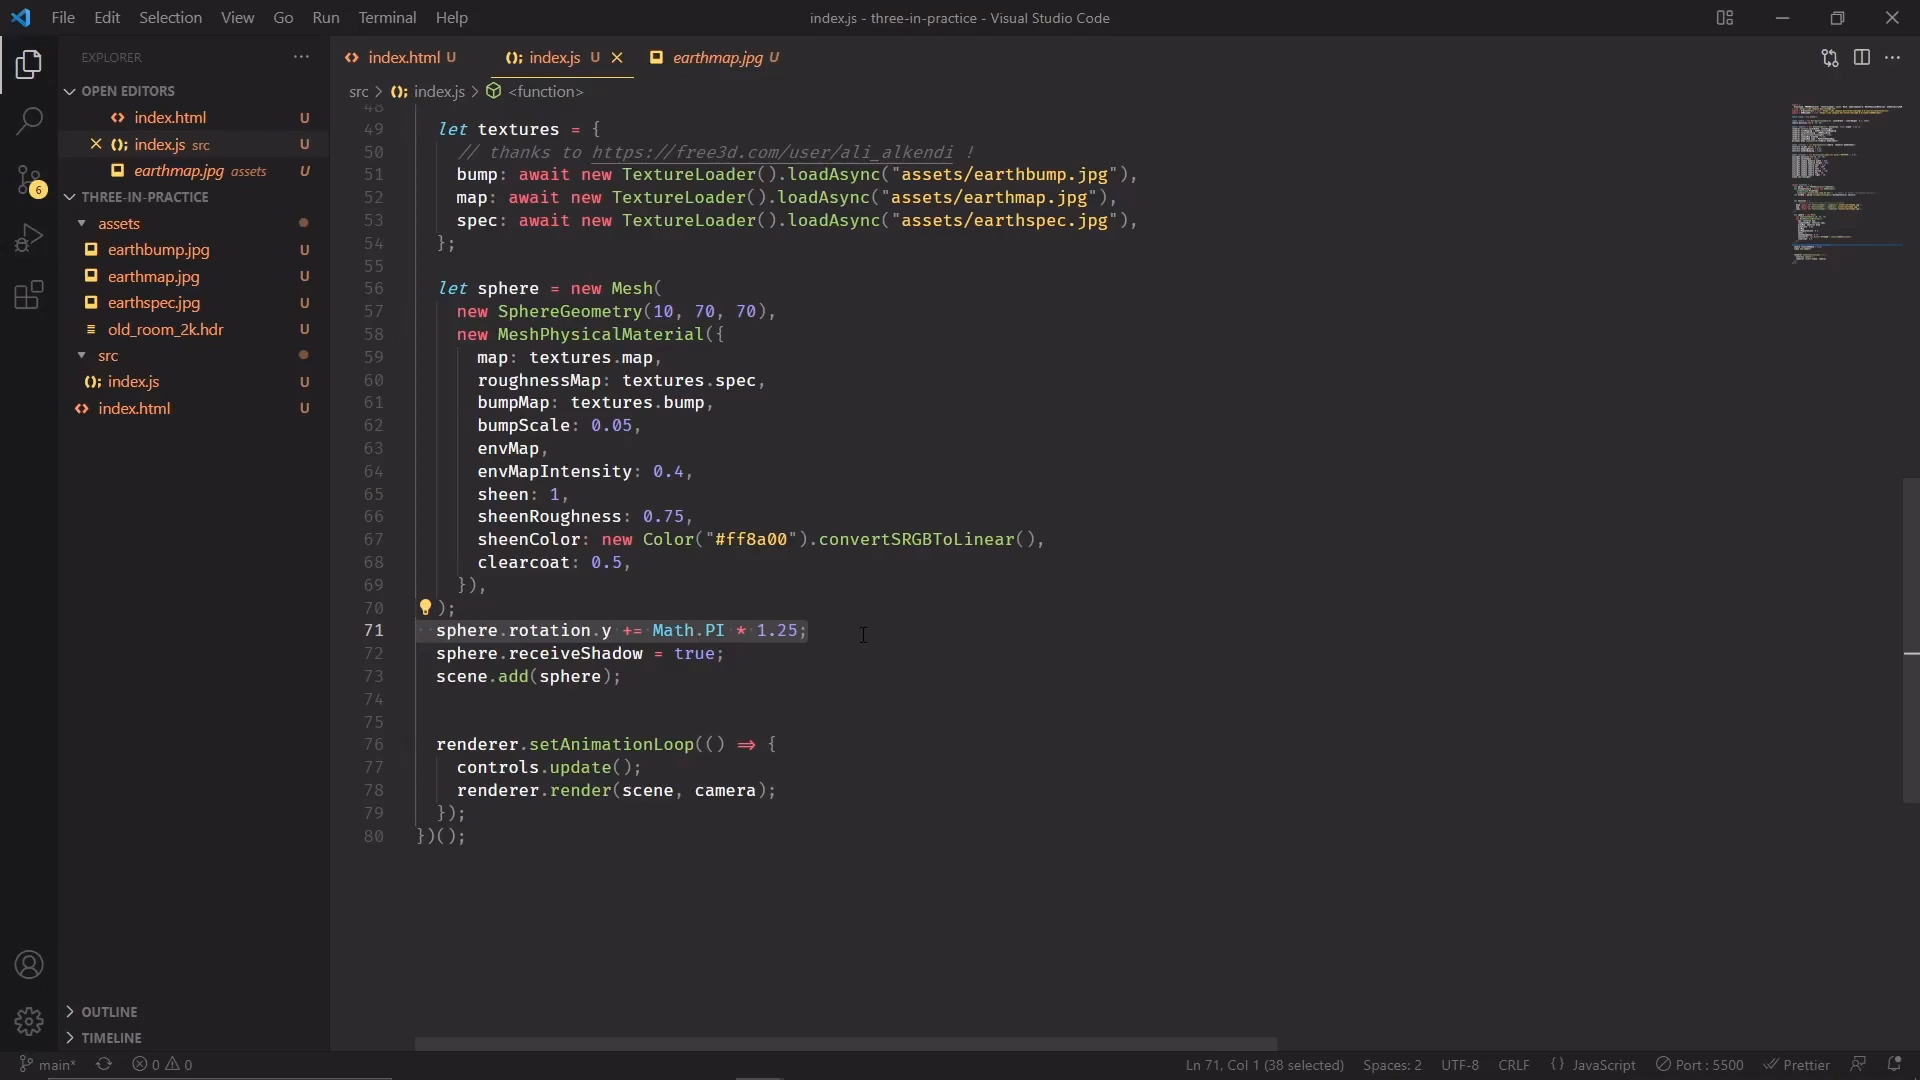 File Edit Selection View Go Run Terminal Help
index.js - three-in-practice - Visual Studio Code
EXPLORER
OPEN EDITORS
index.html U
index.js src U
earthmap.jpg assets U
THREE-IN-PRACTICE
assets
earthbump.jpg U
earthmap.jpg U
earthspec.jpg U
old_room_2k.hdr U
src
index.js U
index.html U
6
OUTLINE
TIMELINE
index.html U index.js U earthmap.jpg U
src > index.js > <function>
48
49 let textures = {
50 // thanks to https://free3d.com/user/ali_alkendi !
51 bump: await new TextureLoader().loadAsync("assets/earthbump.jpg"),
52 map: await new TextureLoader().loadAsync("assets/earthmap.jpg"),
53 spec: await new TextureLoader().loadAsync("assets/earthspec.jpg"),
54 };
55
56 let sphere = new Mesh(
57 new SphereGeometry(10, 70, 70),
58 new MeshPhysicalMaterial({
59 map: textures.map,
60 roughnessMap: textures.spec,
61 bumpMap: textures.bump,
62 bumpScale: 0.05,
63 envMap,
64 envMapIntensity: 0.4,
65 sheen: 1,
66 sheenRoughness: 0.75,
67 sheenColor: new Color("#ff8a00").convertSRGBToLinear(),
68 clearcoat: 0.5,
69 }),
70 );
71 sphere.rotation.y += Math.PI * 1.25;
72 sphere.receiveShadow = true;
73 scene.add(sphere);
74
75
76 renderer.setAnimationLoop(() => {
77 controls.update();
78 renderer.render(scene, camera);
79 });
80 })();
main* 0 0 Ln 71, Col 1 (38 selected) Spaces: 2 UTF-8 CRLF {} JavaScript Port : 5500 Prettier